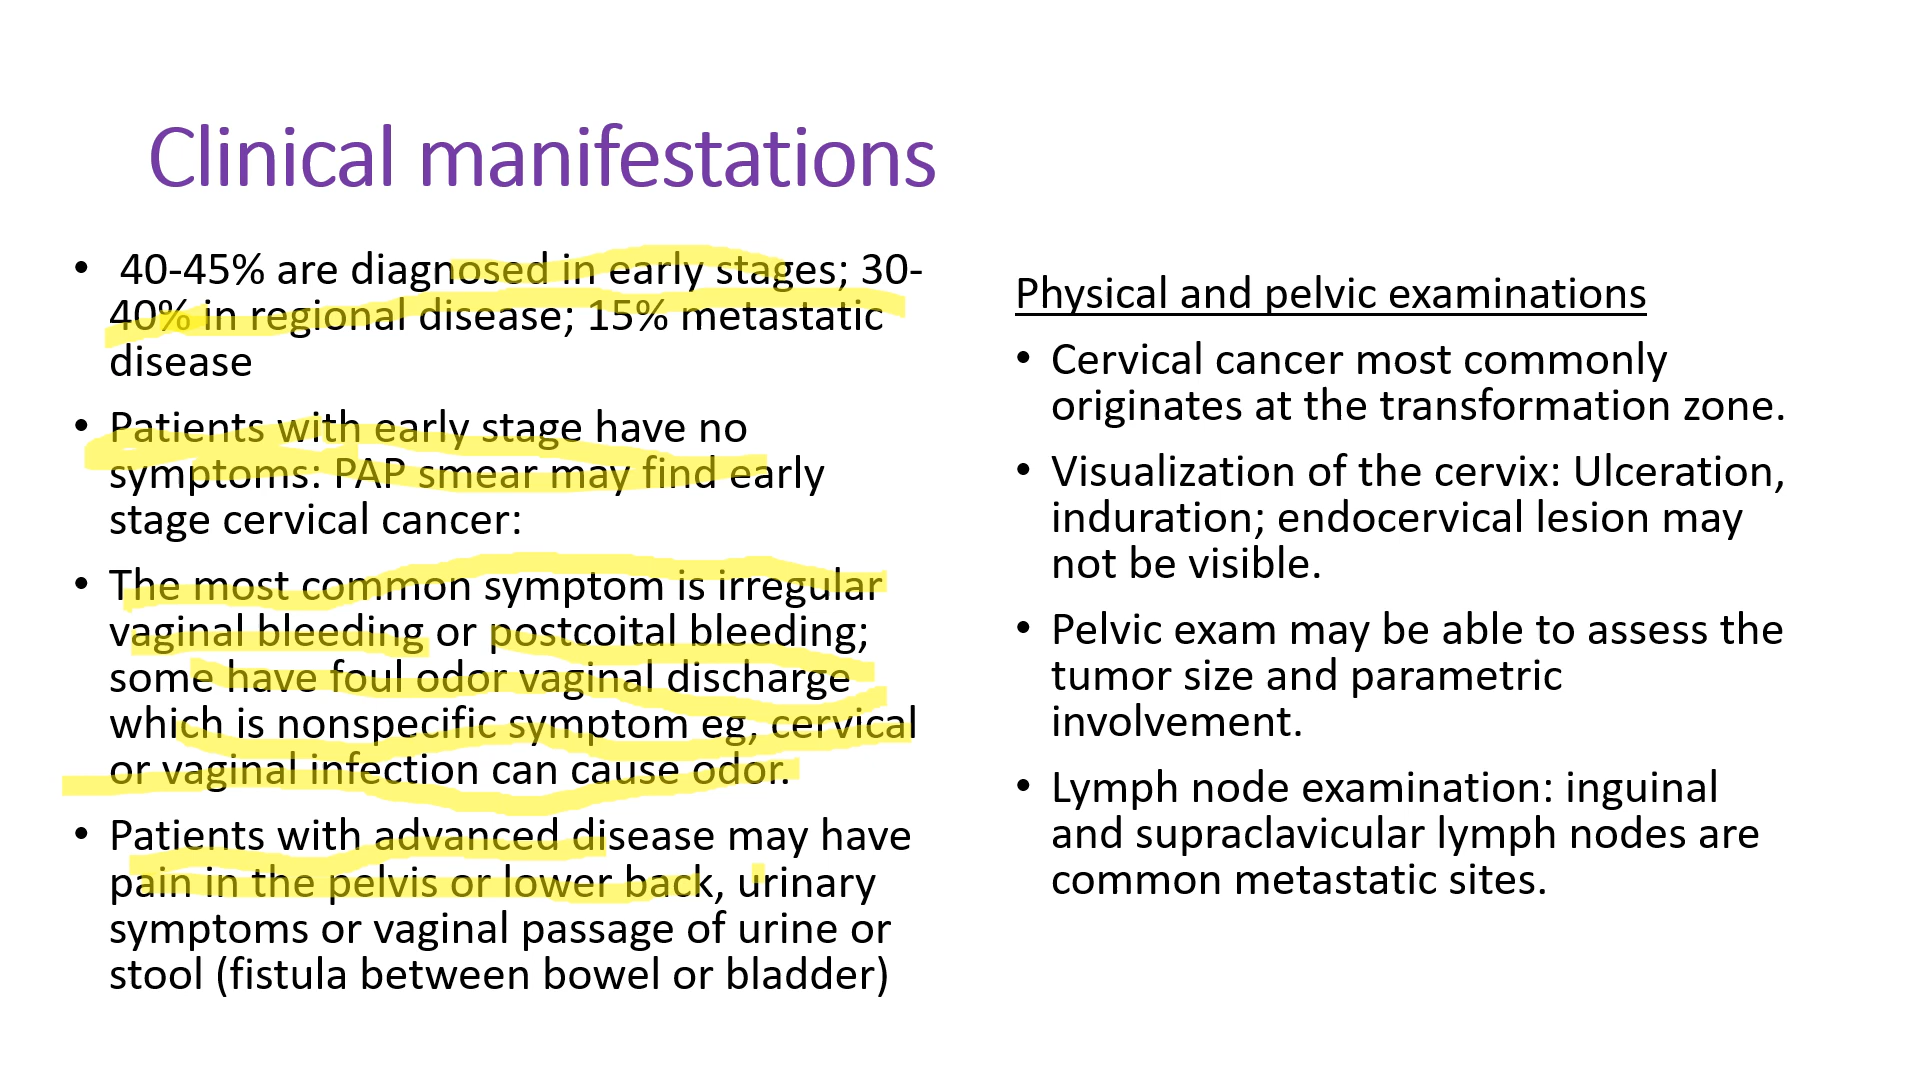 Clinical manifestations
• 40-45% are diagnosed in early stages; 30-
40% in regional disease; 15% metastatic
disease
• Patients with early stage have no
symptoms: PAP smear may find early
stage cervical cancer:
• The most common symptom is irregular
vaginal bleeding or postcoital bleeding;
some have foul odor vaginal discharge
which is nonspecific symptom eg, cervical
or vaginal infection can cause odor.
• Patients with advanced disease may have
pain in the pelvis or lower back, urinary
symptoms or vaginal passage of urine or
stool (fistula between bowel or bladder)
Physical and pelvic examinations
• Cervical cancer most commonly
originates at the transformation zone.
• Visualization of the cervix: Ulceration,
induration; endocervical lesion may
not be visible.
• Pelvic exam may be able to assess the
tumor size and parametric
involvement.
• Lymph node examination: inguinal
and supraclavicular lymph nodes are
common metastatic sites.